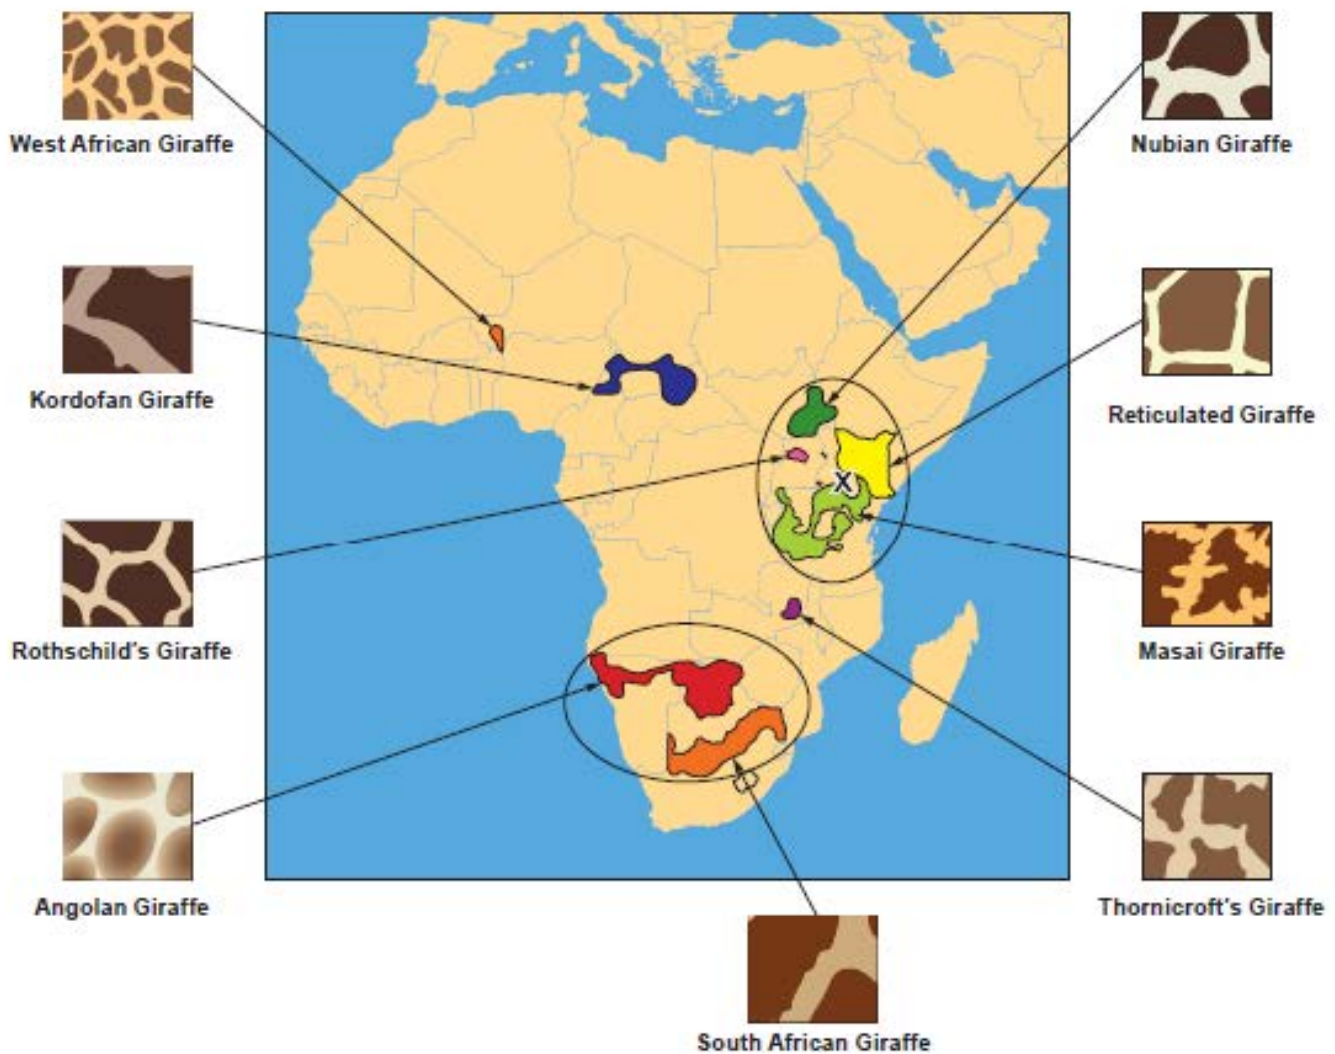 West African Giraffe
Nubian Giraffe
Kordofan Giraffe
Reticulated Giraffe
X
Rothschild's Giraffe
Masai Giraffe
Angolan Giraffe
Thornicroft's Giraffe
South African Giraffe